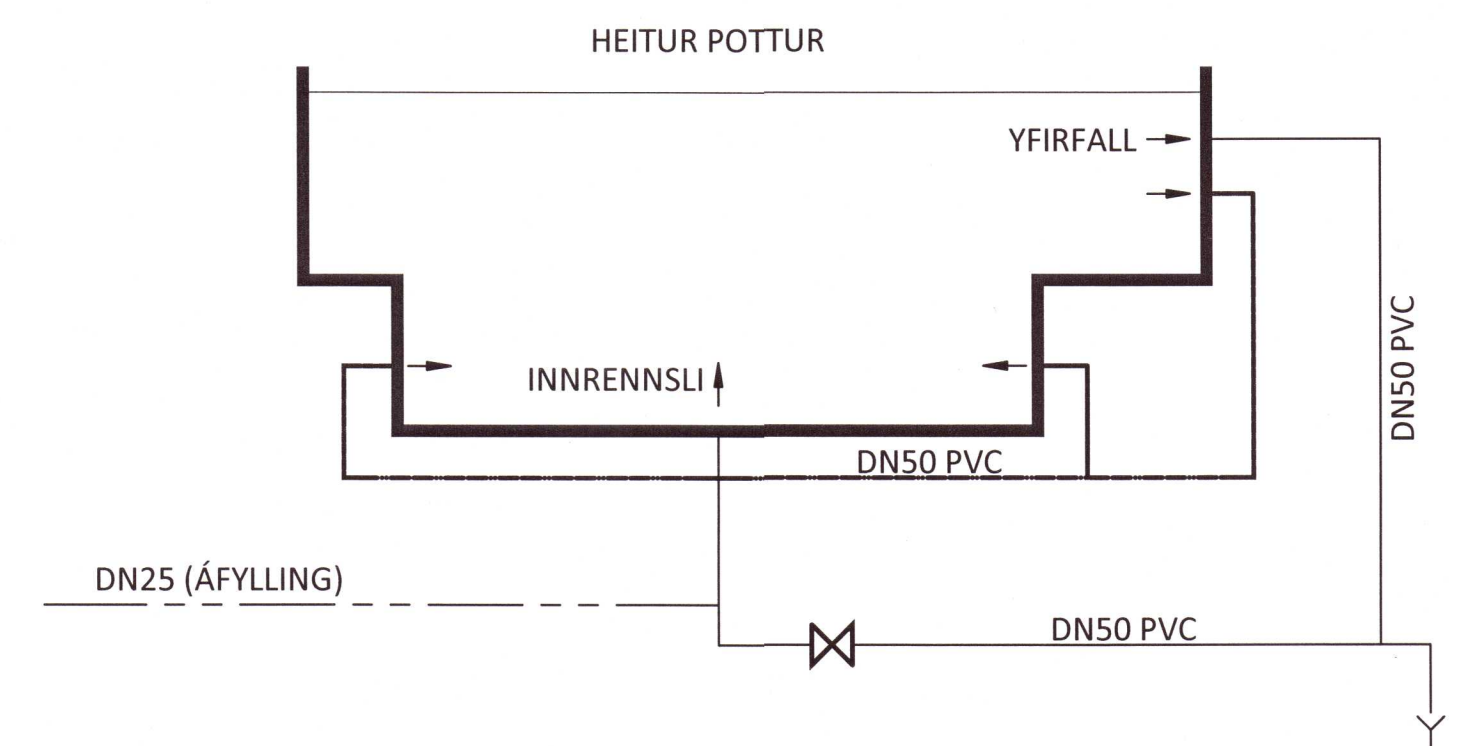 HEITUR POTTUR
YFIRFALL
DN50 PVC
INNRENNSLI
DN50 PVC
DN25 (ÁFYLLING)
DN50 PVC